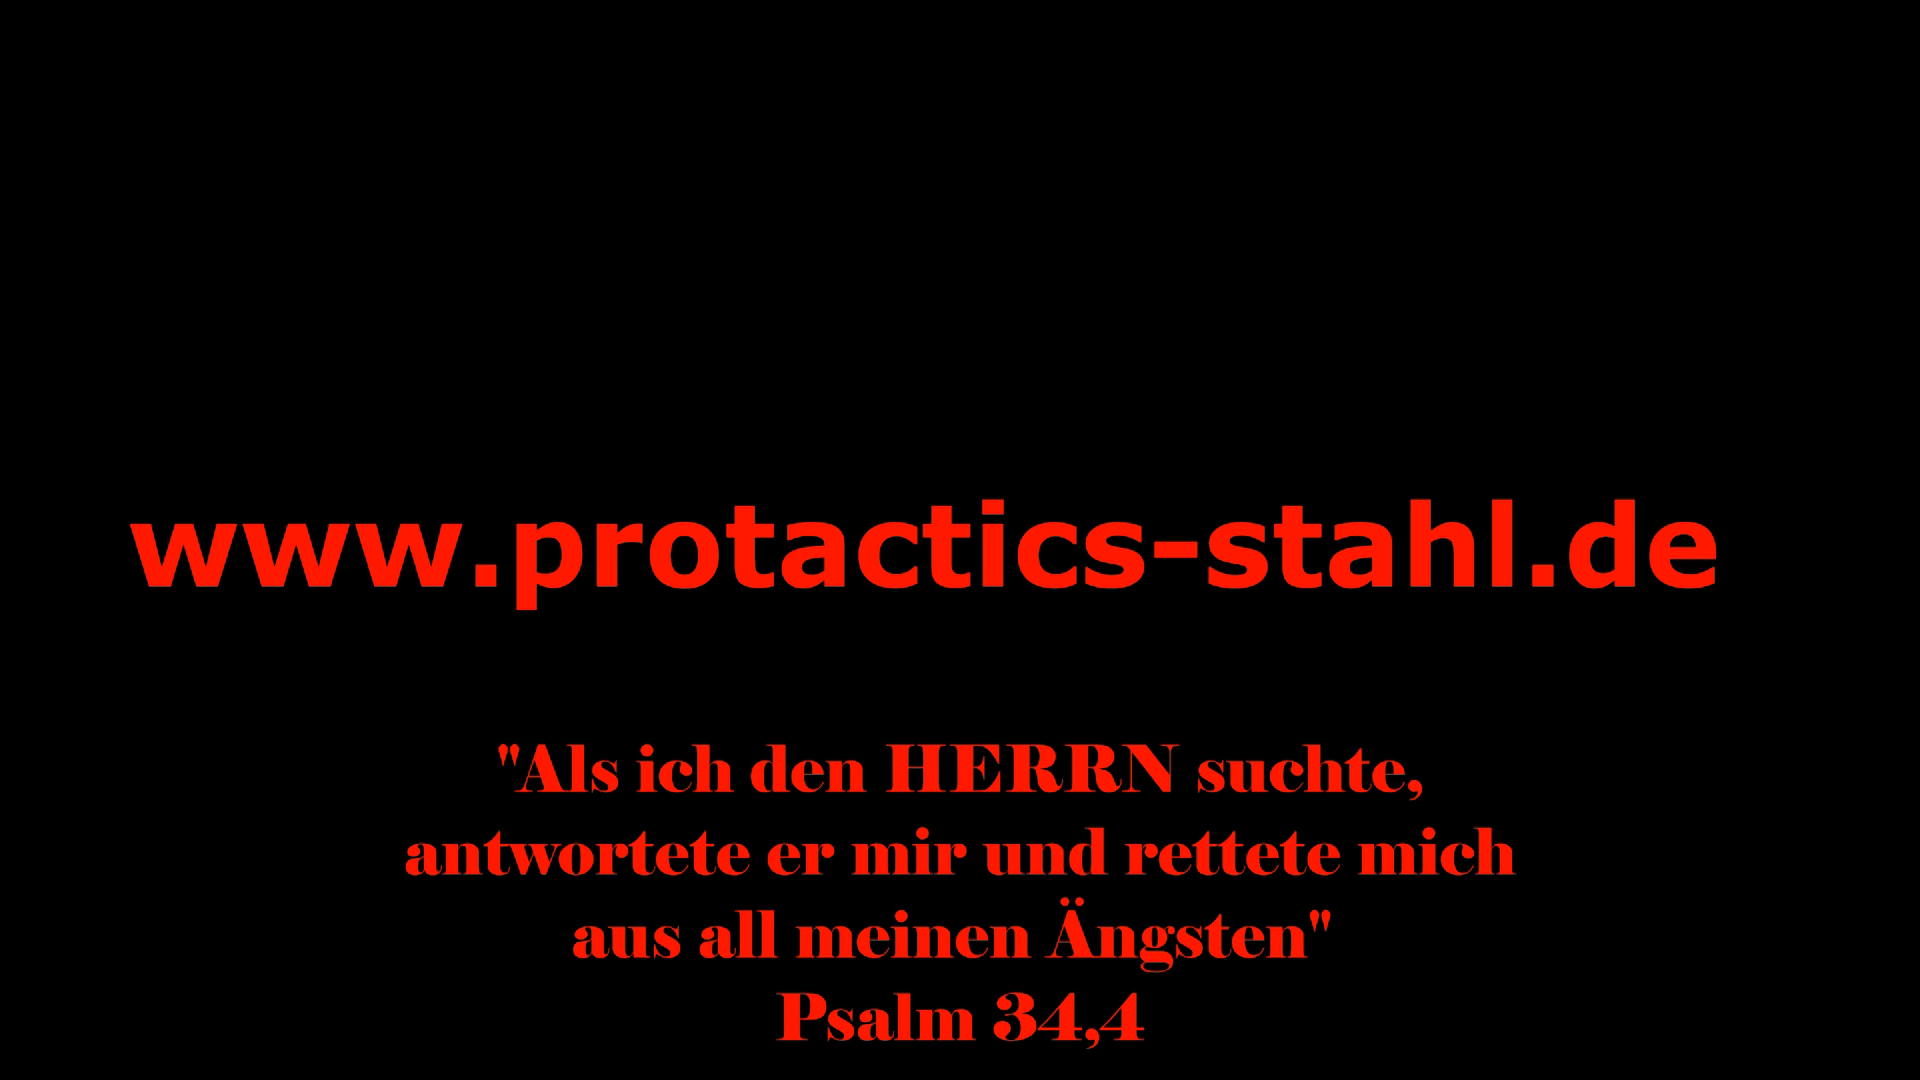 www.protactics-stahl.de
"Als ich den HERRN suchte,
antwortete er mir und rettete mich
aus all meinen Ängsten"
Psalm 34,4